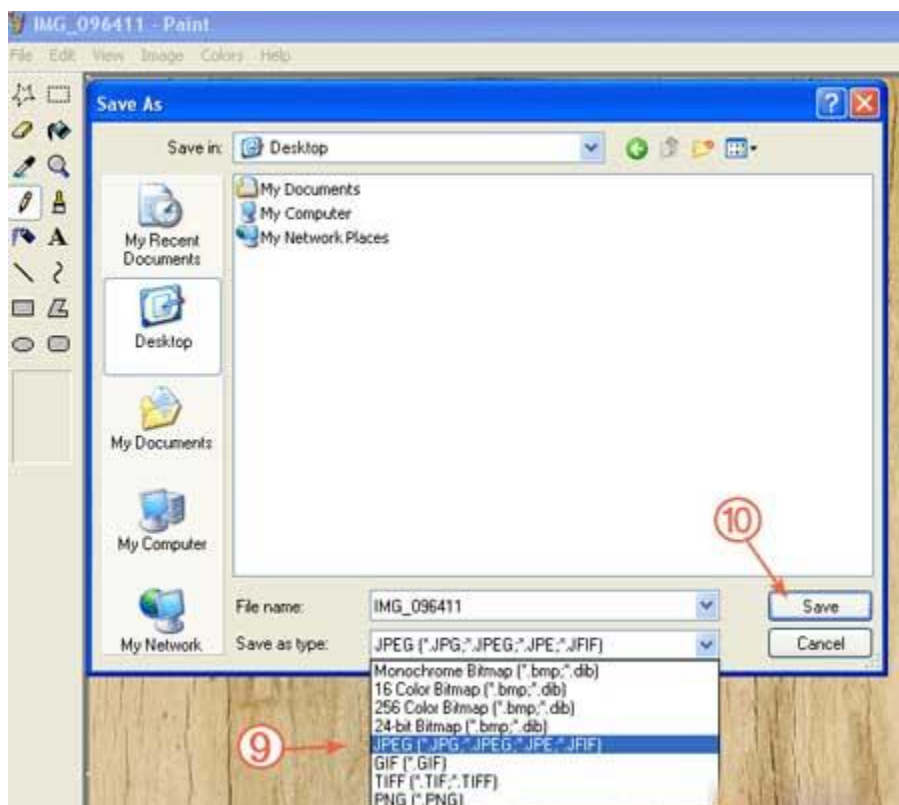 IMG_096411 - Paint
File Edit View Image Colors Help
Save As
Save in: Desktop
My Documents
My Computer
My Network Places
My Recent
Documents
Desktop
My Documents
My Computer
My Network
File name: IMG_096411
Save as type: JPEG (*.JPG;*.JPEG;*.JPE;*.JFIF)
Save
Cancel
Monochrome Bitmap (*.bmp;*.dib)
16 Color Bitmap (*.bmp;*.dib)
256 Color Bitmap (*.bmp;*.dib)
24-bit Bitmap (*.bmp;*.dib)
JPEG (*.JPG;*.JPEG;*.JPE;*.JFIF)
GIF (*.GIF)
TIFF (*.TIF;*.TIFF)
PNG (*.PNG)
9
10